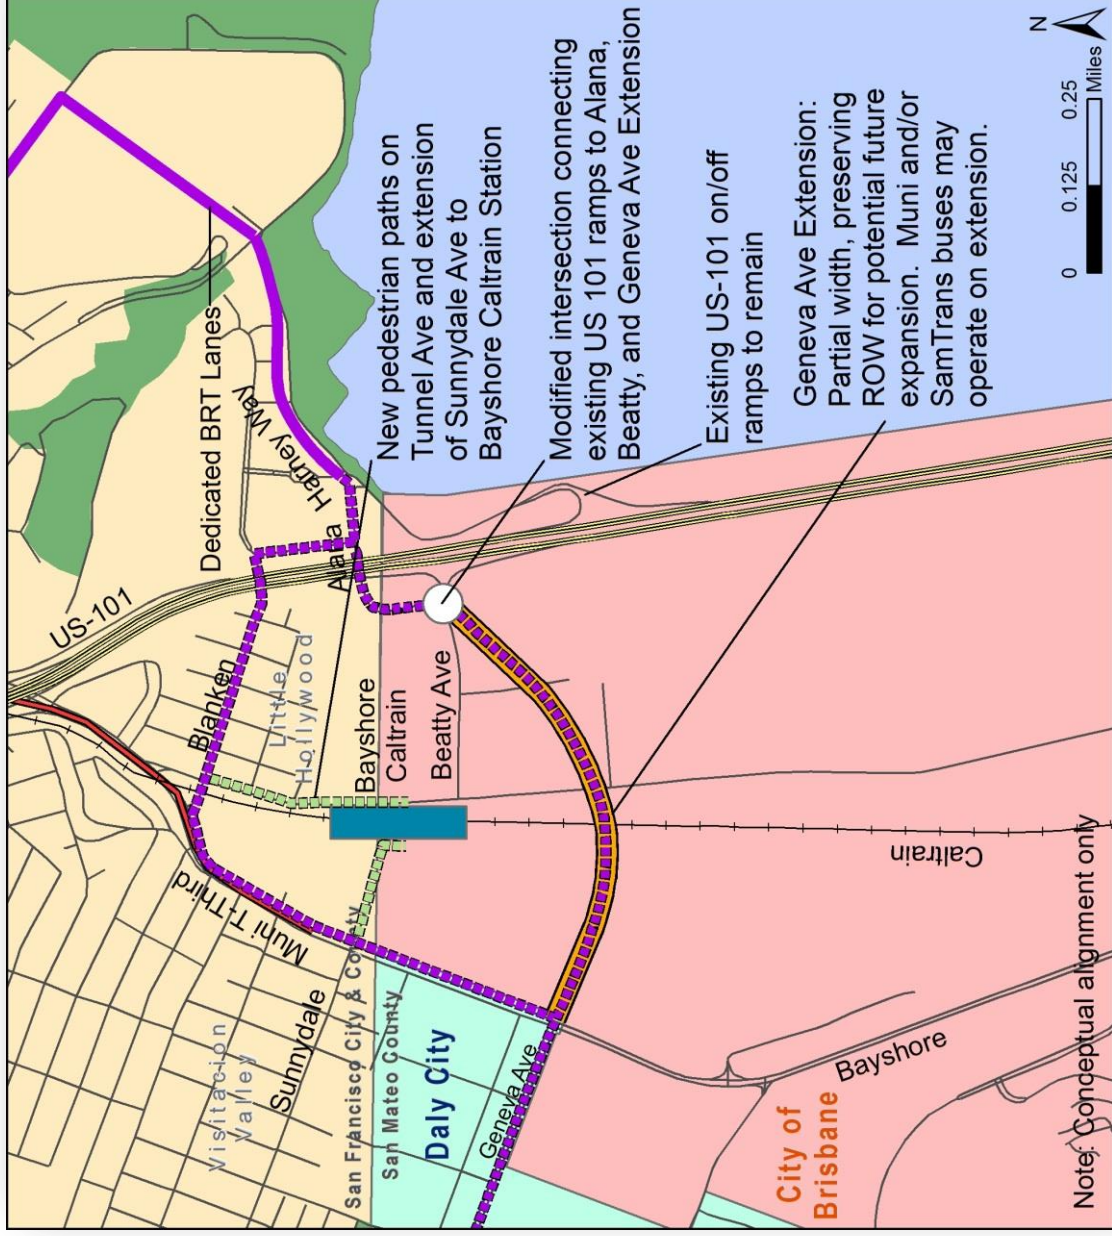 US-101
Dedicated BRT Lanes
Harney Way
Alana
Blanken
Little
Hollywood
Muni T-Third
Visitacion
Valley
Sunnydale
San Francisco City & County
San Mateo County
Daly City
Geneva Ave
Bayshore
Caltrain
Beatty Ave
New pedestrian paths on
Tunnel Ave and extension
of Sunnydale Ave to
Bayshore Caltrain Station
Modified intersection connecting
existing US 101 ramps to Alana,
Beatty, and Geneva Ave Extension
Existing US-101 on/off
ramps to remain
Geneva Ave Extension:
Partial width, preserving
ROW for potential future
expansion. Muni and/or
SamTrans buses may
operate on extension.
Caltrain
Bayshore
City of
Brisbane
Note: Conceptual alignment only
N
0 0.125 0.25
Miles